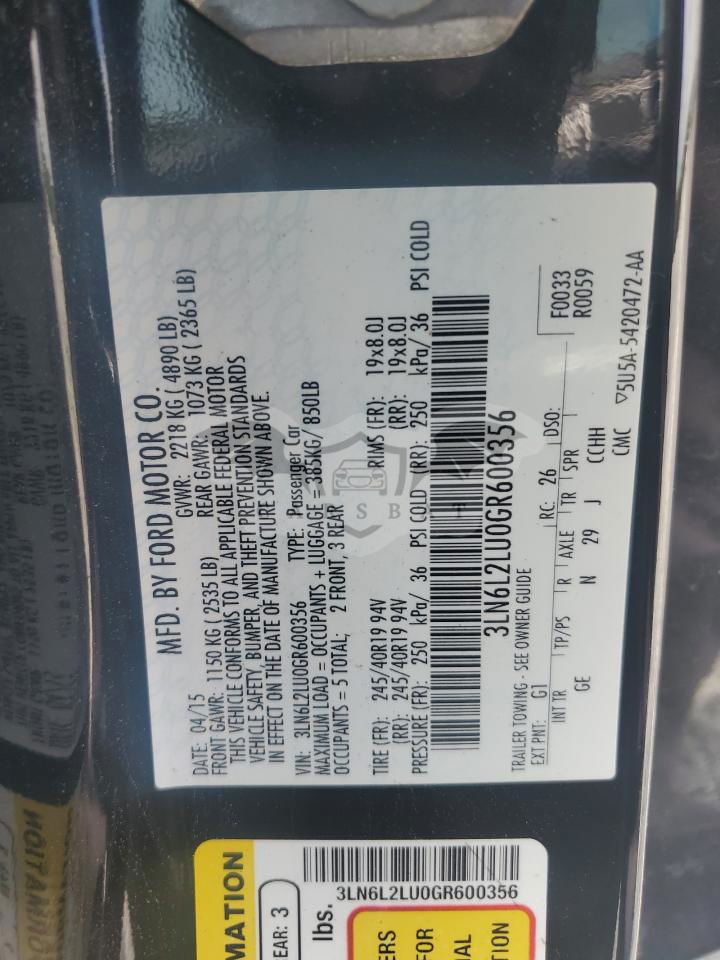 MFD. BY FORD MOTOR CO.
DATE: 04/15 GVWR: 2218 KG ( 4890 LB)
FRONT GAWR: 1150 KG ( 2535 LB) REAR GAWR: 1073 KG ( 2365 LB)
THIS VEHICLE CONFORMS TO ALL APPLICABLE FEDERAL MOTOR
VEHICLE SAFETY, BUMPER, AND THEFT PREVENTION STANDARDS
IN EFFECT ON THE DATE OF MANUFACTURE SHOWN ABOVE.
VIN: 3LN6L2LU0GR600356 TYPE: Passenger Car
MAXIMUM LOAD = OCCUPANTS + LUGGAGE = 385KG/ 850LB
OCCUPANTS = 5 TOTAL; 2 FRONT, 3 REAR
TIRE (FR): 245/40R19 94V RIMS (FR): 19x8.0J
(RR): 245/40R19 94V (RR): 19x8.0J
PRESSURE (FR): 250 kPa/ 36 PSI COLD (RR): 250 kPa/ 36 PSI COLD
3LN6L2LU0GR600356
TRAILER TOWING - SEE OWNER GUIDE
EXT PNT: G1 RC: 26 DSO: F0033
R0059
INT TR TP/PS R AXLE TR SPR
GE N 29 J CCHH
CMC ▽5U5A-5420472-AA
3LN6L2LU0GR600356
MATION
EAR: 3
lbs.
ERS
FOR
AL
TION